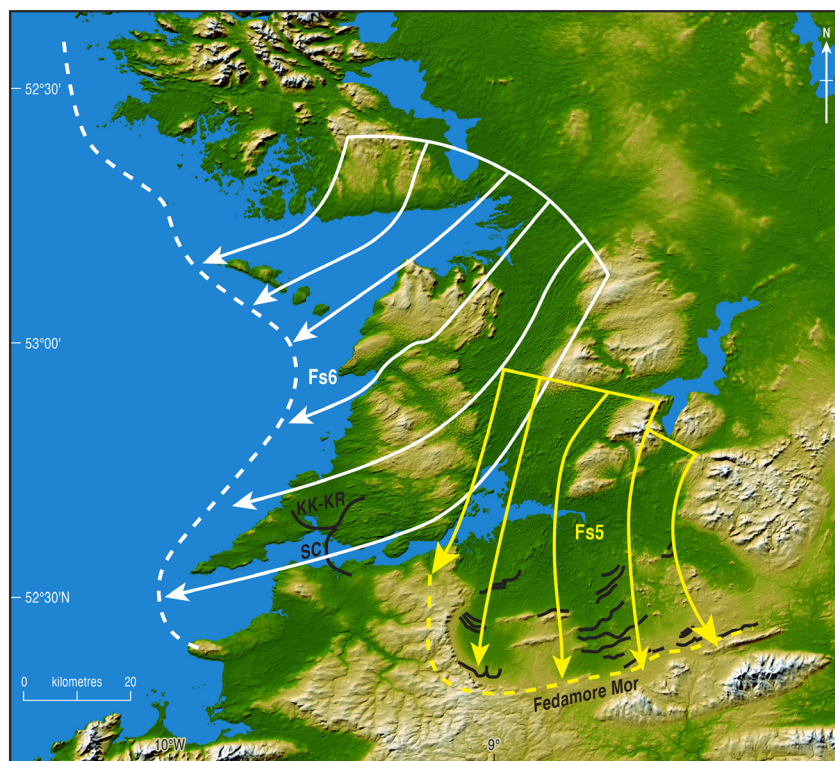 N
52°30'
53°00'
Fs6
KK-KR
SC
Fs5
52°30'N
0 kilometres 20
Fedamore Mor
10°W
9°